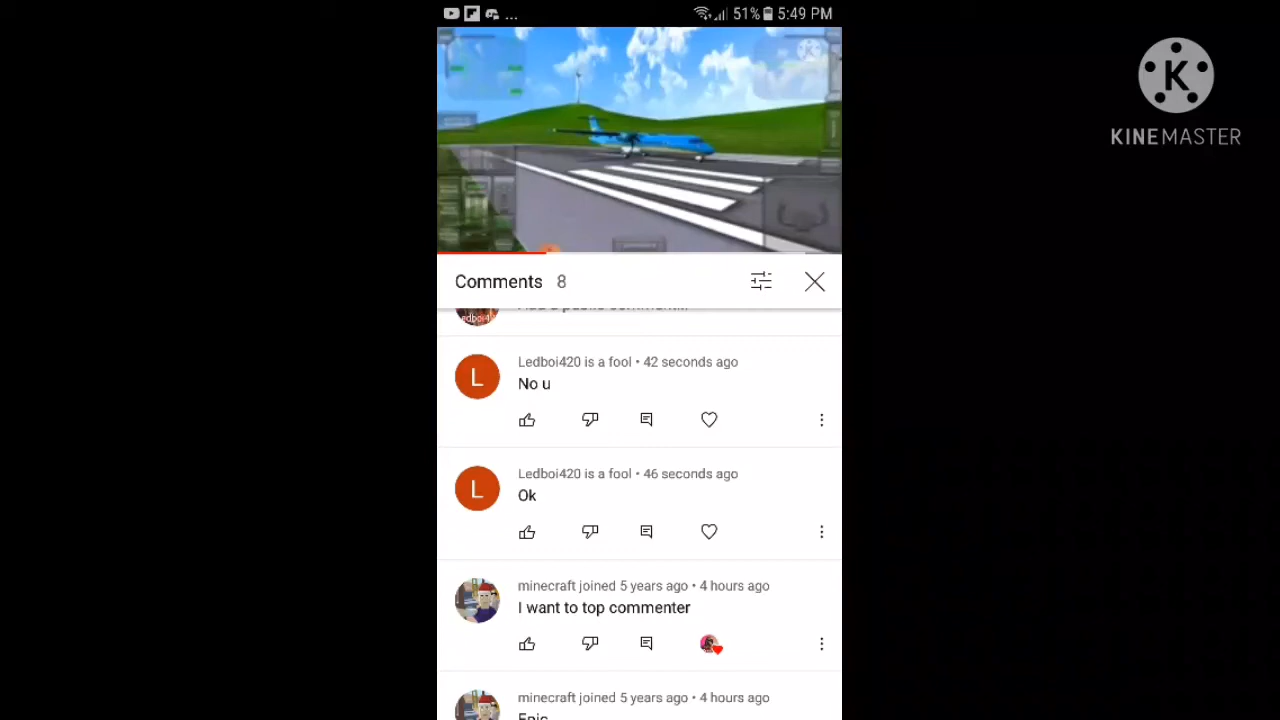 ... 51% 5:49 PM
KINEMASTER
Comments 8
edboi4
Ledboi420 is a fool • 42 seconds ago
L
No u
Ledboi420 is a fool • 46 seconds ago
L
Ok
minecraft joined 5 years ago • 4 hours ago
I want to top commenter
minecraft joined 5 years ago • 4 hours ago
Epic